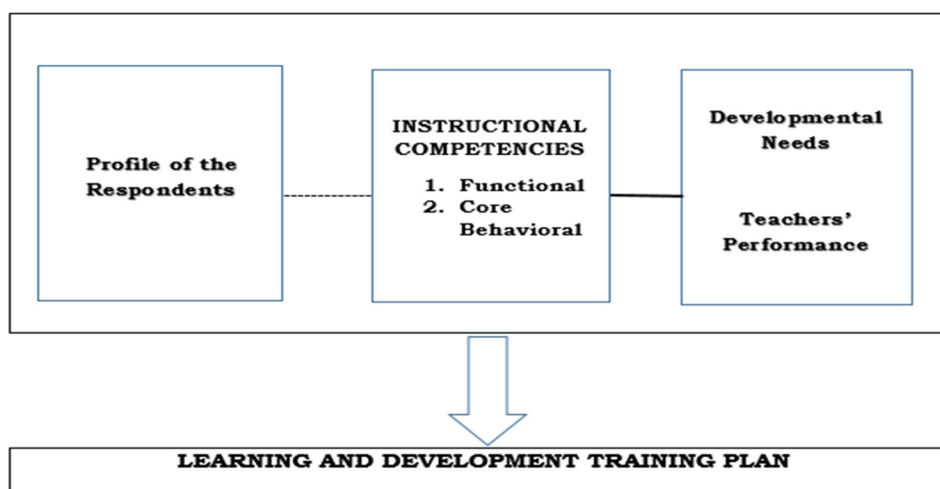 Profile of the
Respondents
INSTRUCTIONAL
COMPETENCIES
1. Functional
2. Core
Behavioral
Developmental
Needs
Teachers’
Performance
LEARNING AND DEVELOPMENT TRAINING PLAN